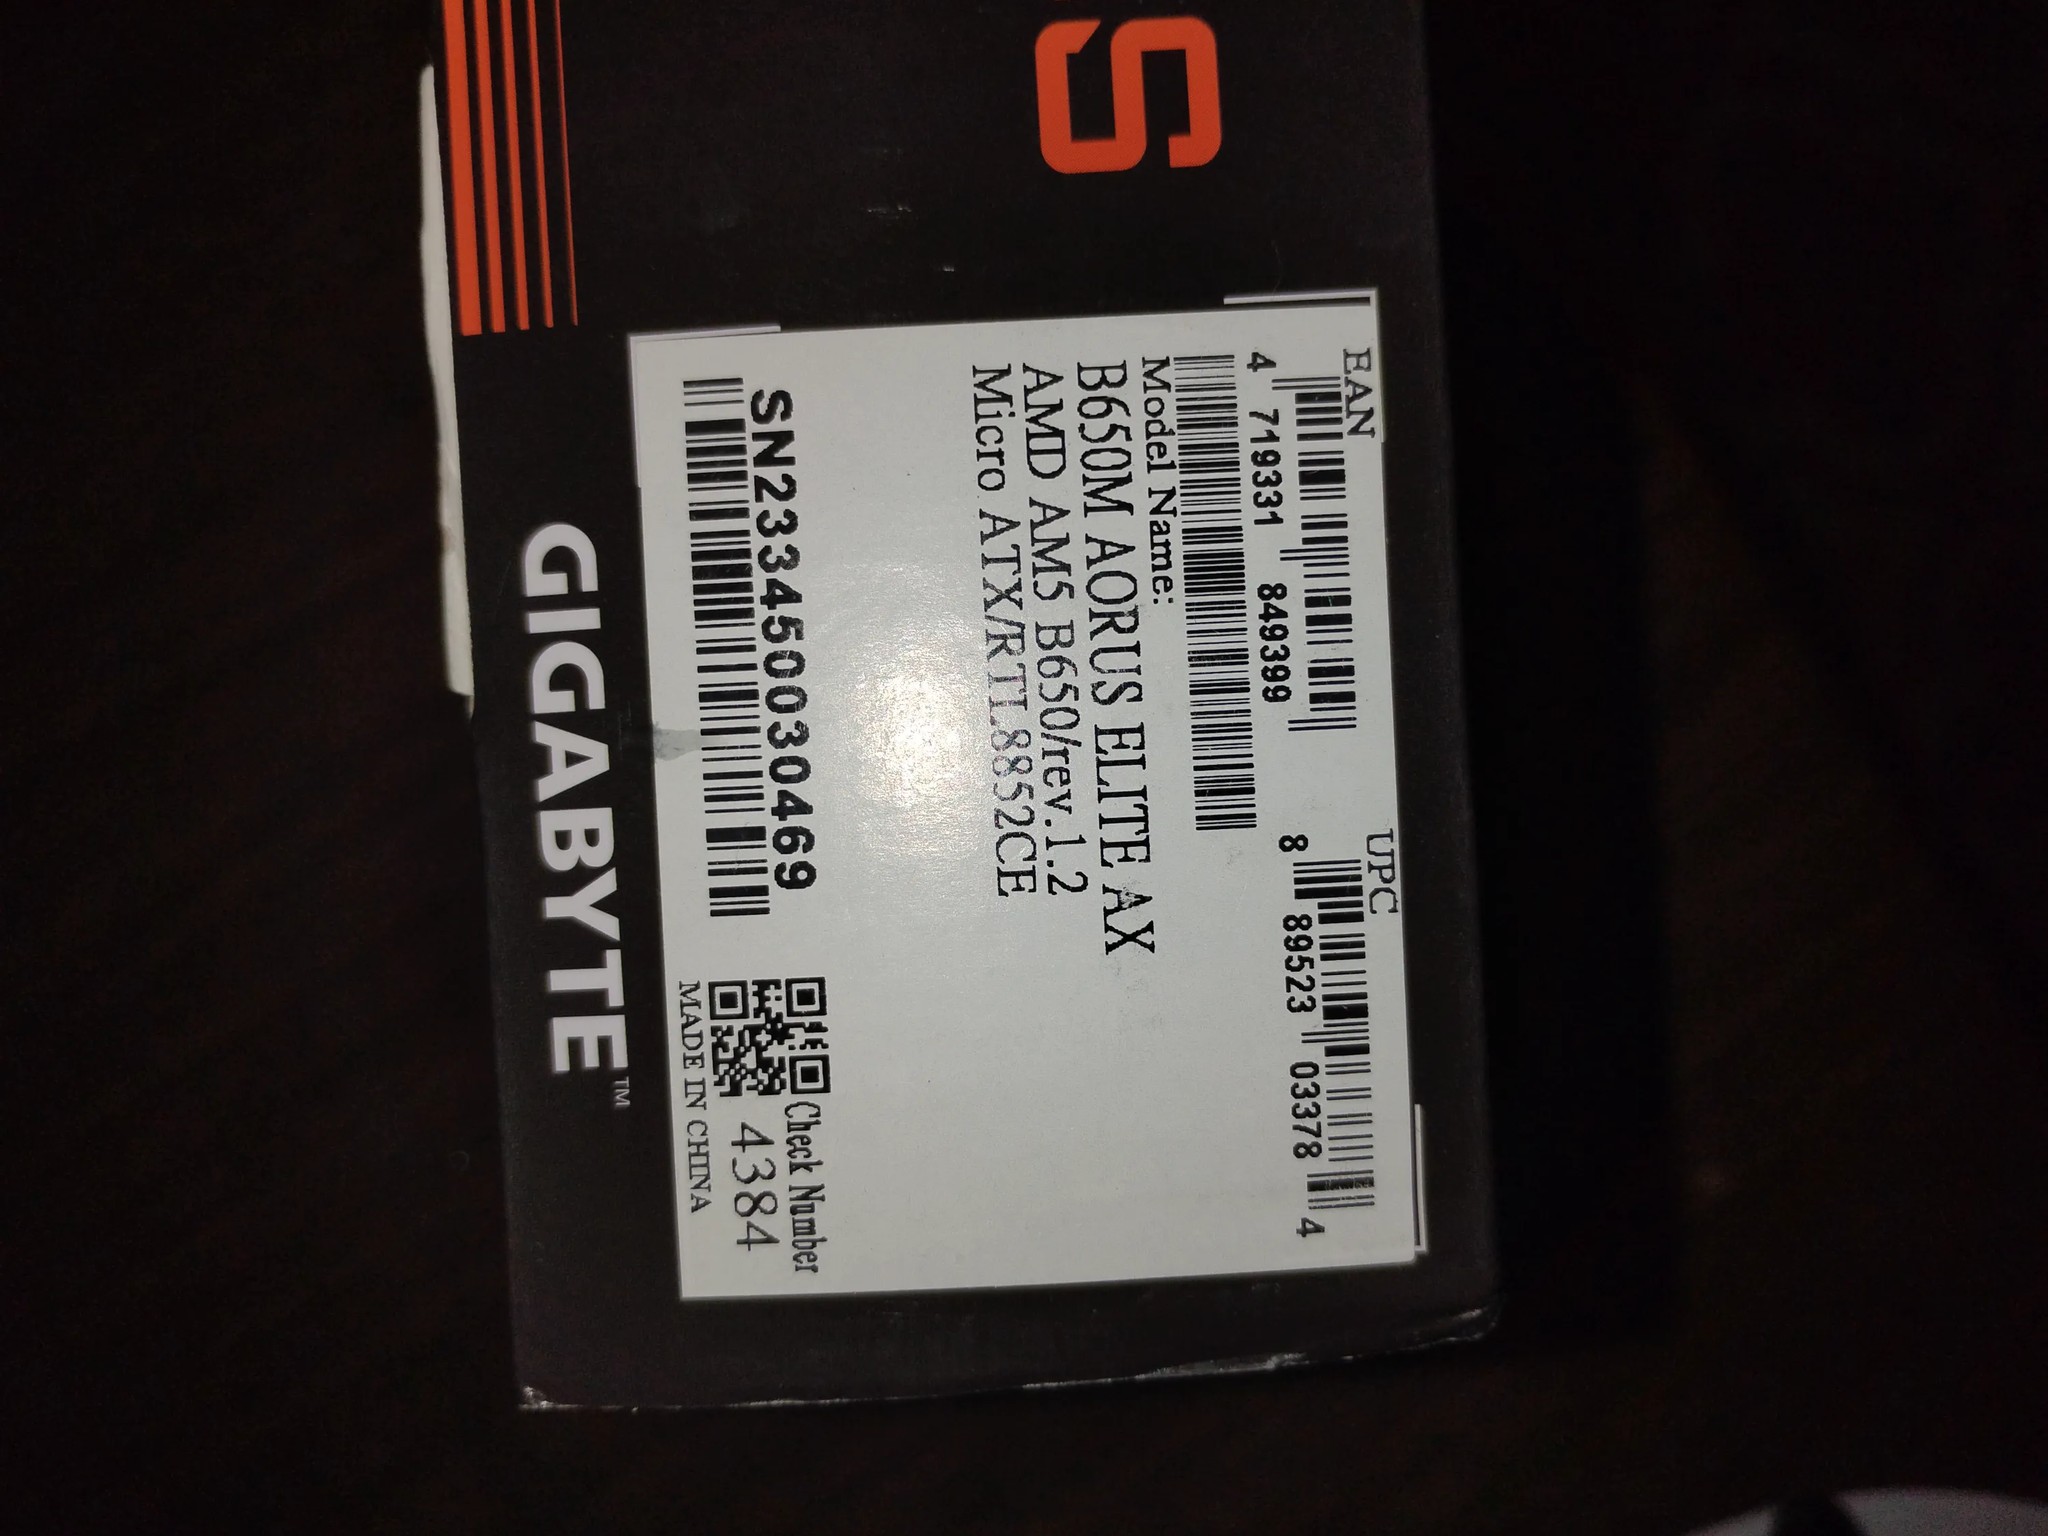 S
EAN
UPC
4 719331 849399
8 89523 03378 4
Model Name:
B650M AORUS ELITE AX
AMD AM5 B650/rev.1.2
Micro ATX/RTL8852CE
SN233450030469
Check Number
4384
MADE IN CHINA
GIGABYTE™